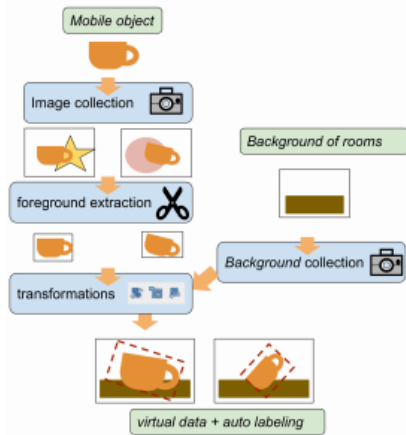 Mobile object
Image collection
Background of rooms
foreground extraction
Background collection
transformations
virtual data + auto labeling